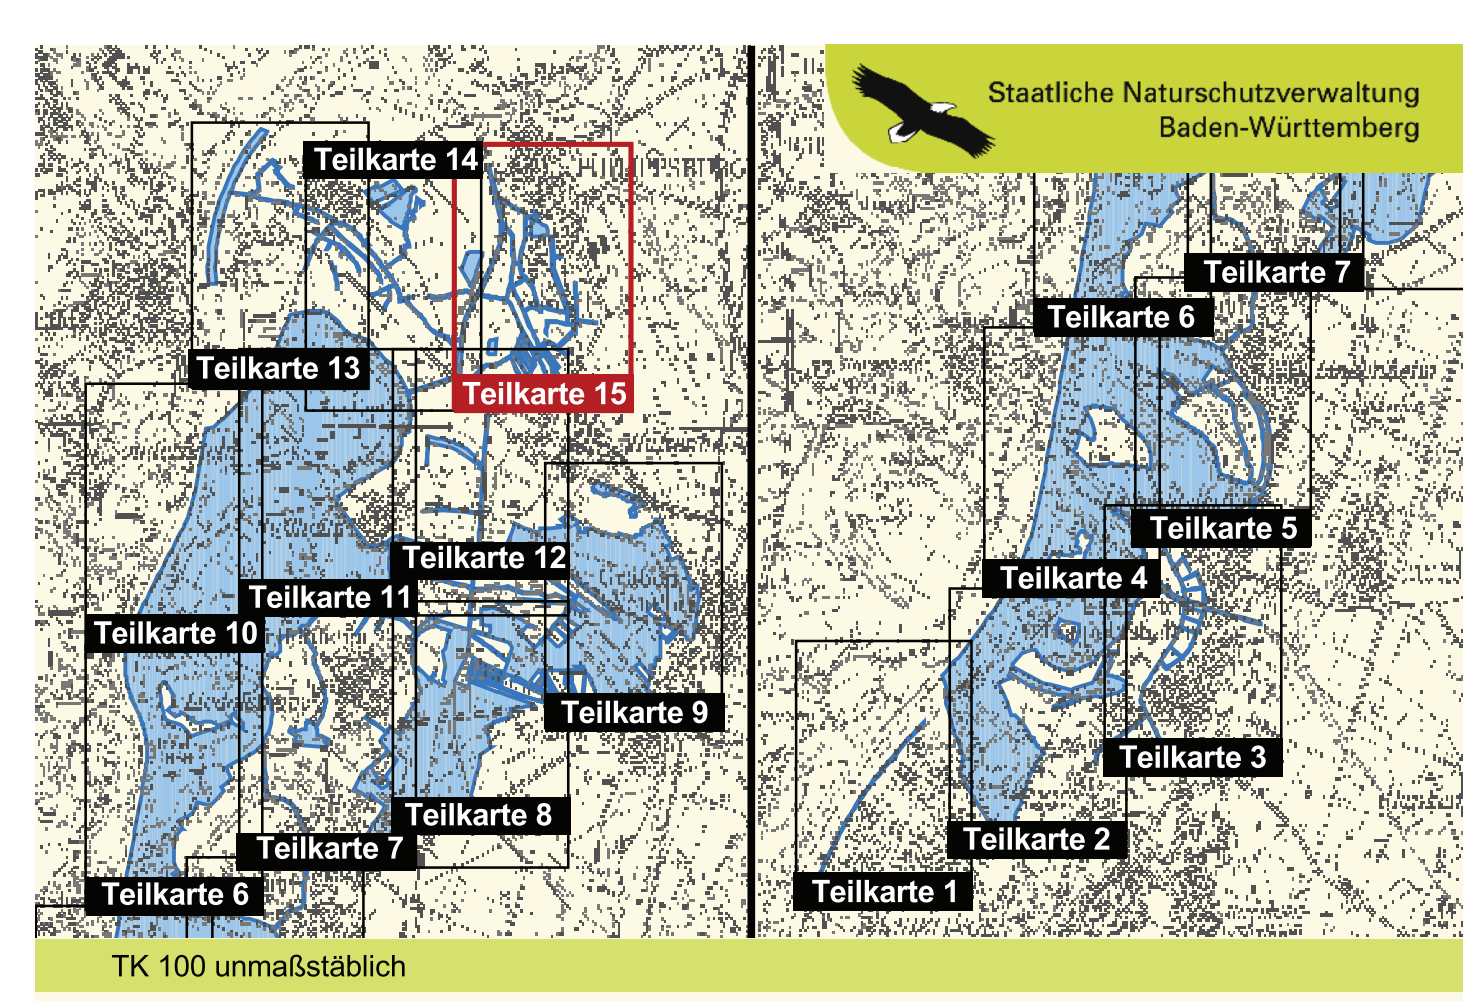 Staatliche Naturschutzverwaltung
Baden-Württemberg
Teilkarte 14
Teilkarte 13
Teilkarte 15
Teilkarte 12
Teilkarte 11
Teilkarte 10
Teilkarte 9
Teilkarte 8
Teilkarte 7
Teilkarte 6
Teilkarte 7
Teilkarte 6
Teilkarte 5
Teilkarte 4
Teilkarte 3
Teilkarte 2
Teilkarte 1
TK 100 unmaßstäblich